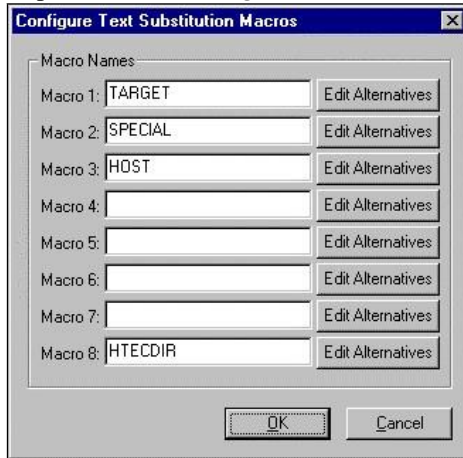 Configure Text Substitution Macros
Macro Names
Macro 1: TARGET Edit Alternatives
Macro 2: SPECIAL Edit Alternatives
Macro 3: HOST Edit Alternatives
Macro 4: Edit Alternatives
Macro 5: Edit Alternatives
Macro 6: Edit Alternatives
Macro 7: Edit Alternatives
Macro 8: HTECDIR Edit Alternatives
OK Cancel